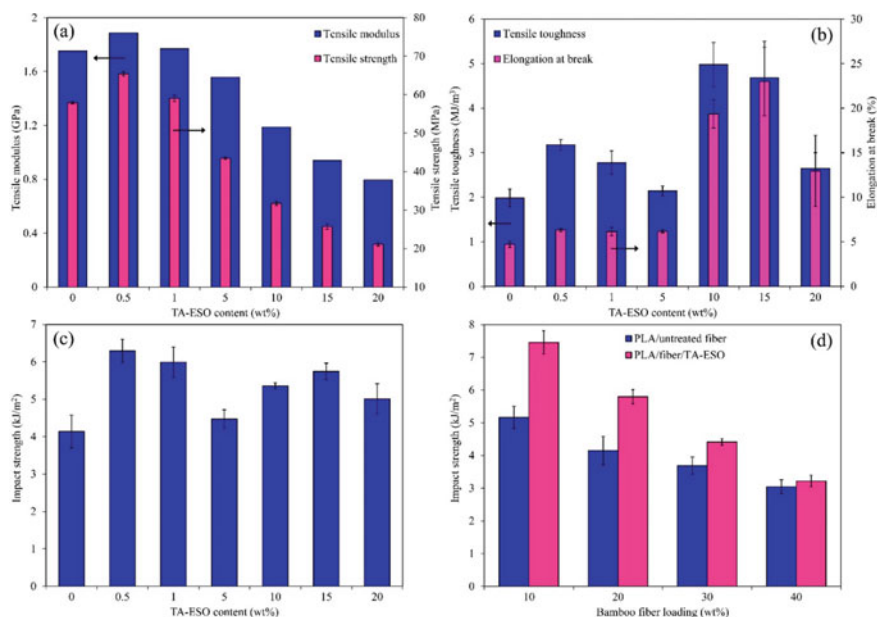 (a)
Tensile modulus
Tensile strength
Tensile modulus (GPa)
2
1.6
1.2
0.8
0.4
0
Tensile strength (MPa)
80
70
60
50
40
30
20
10
0 0.5 1 5 10 15 20
TA-ESO content (wt%)
(b)
Tensile toughness
Elongation at break
Tensile toughness (MJ/m³)
6
5
4
3
2
1
0
Elongation at break (%)
30
25
20
15
10
5
0
0 0.5 1 5 10 15 20
TA-ESO content (wt%)
(c)
Impact strength (kJ/m²)
7
6
5
4
3
2
1
0
0 0.5 1 5 10 15 20
TA-ESO content (wt%)
(d)
PLA/untreated fiber
PLA/fiber/TA-ESO
Impact strength (kJ/m²)
8
7
6
5
4
3
2
1
0
10 20 30 40
Bamboo fiber loading (wt%)